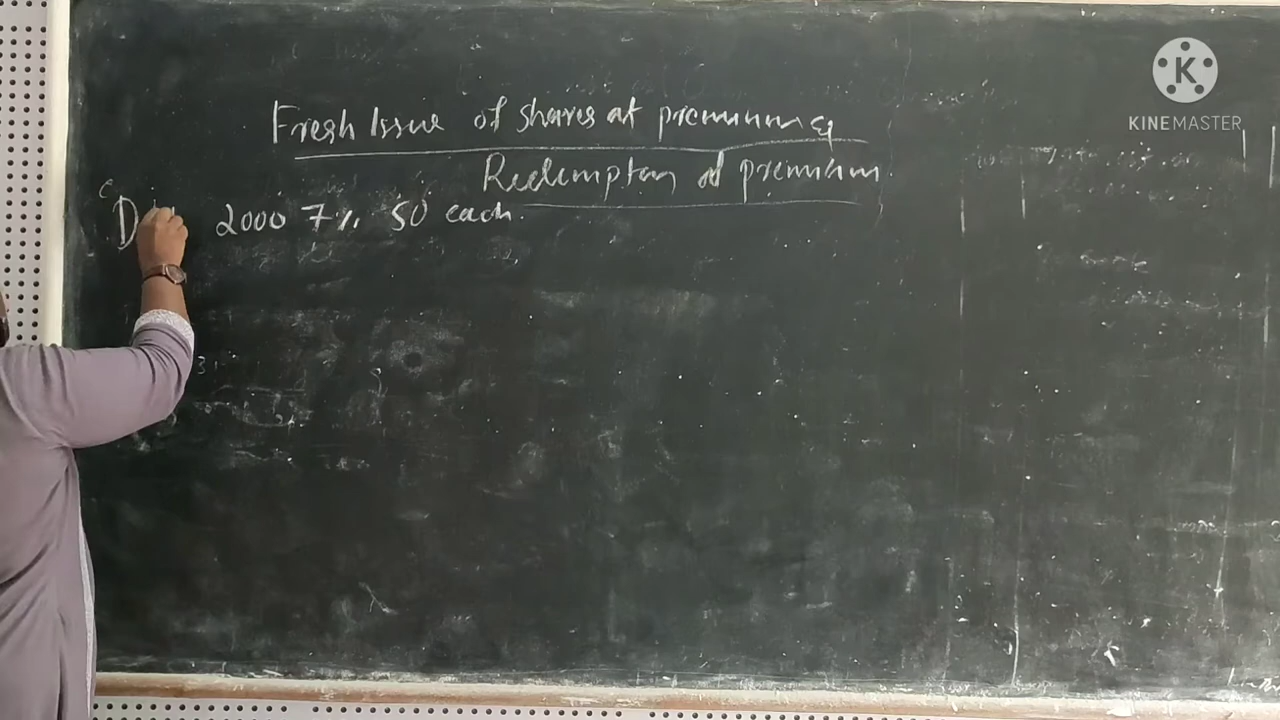 Fresh Issue of shares at premium &
Redemption at premium.
2000 7% 50 each.
KINEMASTER